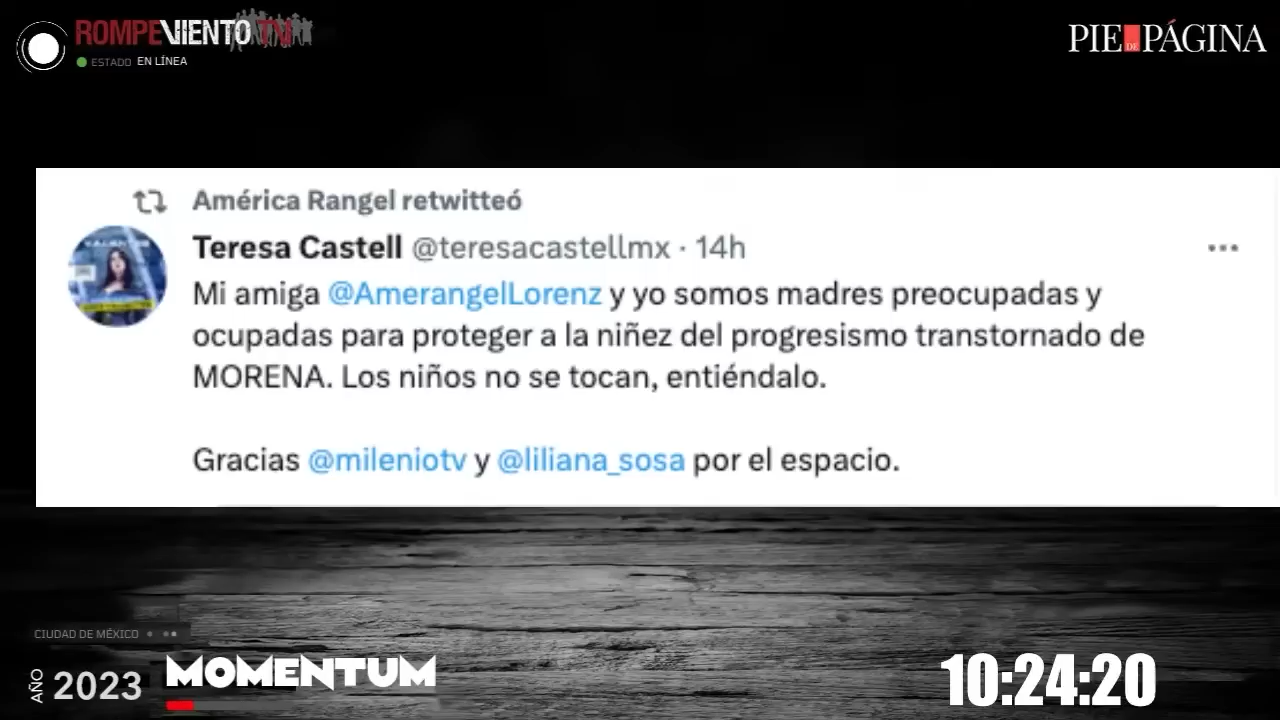 ROMPEVIENTO TV
ESTADO EN LÍNEA
PIE DE PÁGINA
América Rangel retwitteó
Teresa Castell @teresacastellmx · 14h
Mi amiga @AmerangelLorenz y yo somos madres preocupadas y
ocupadas para proteger a la niñez del progresismo transtornado de
MORENA. Los niños no se tocan, entiéndalo.
Gracias @mileniotv y @liliana_sosa por el espacio.
CIUDAD DE MÉXICO
AÑO 2023
MOMENTUM
10:24:20